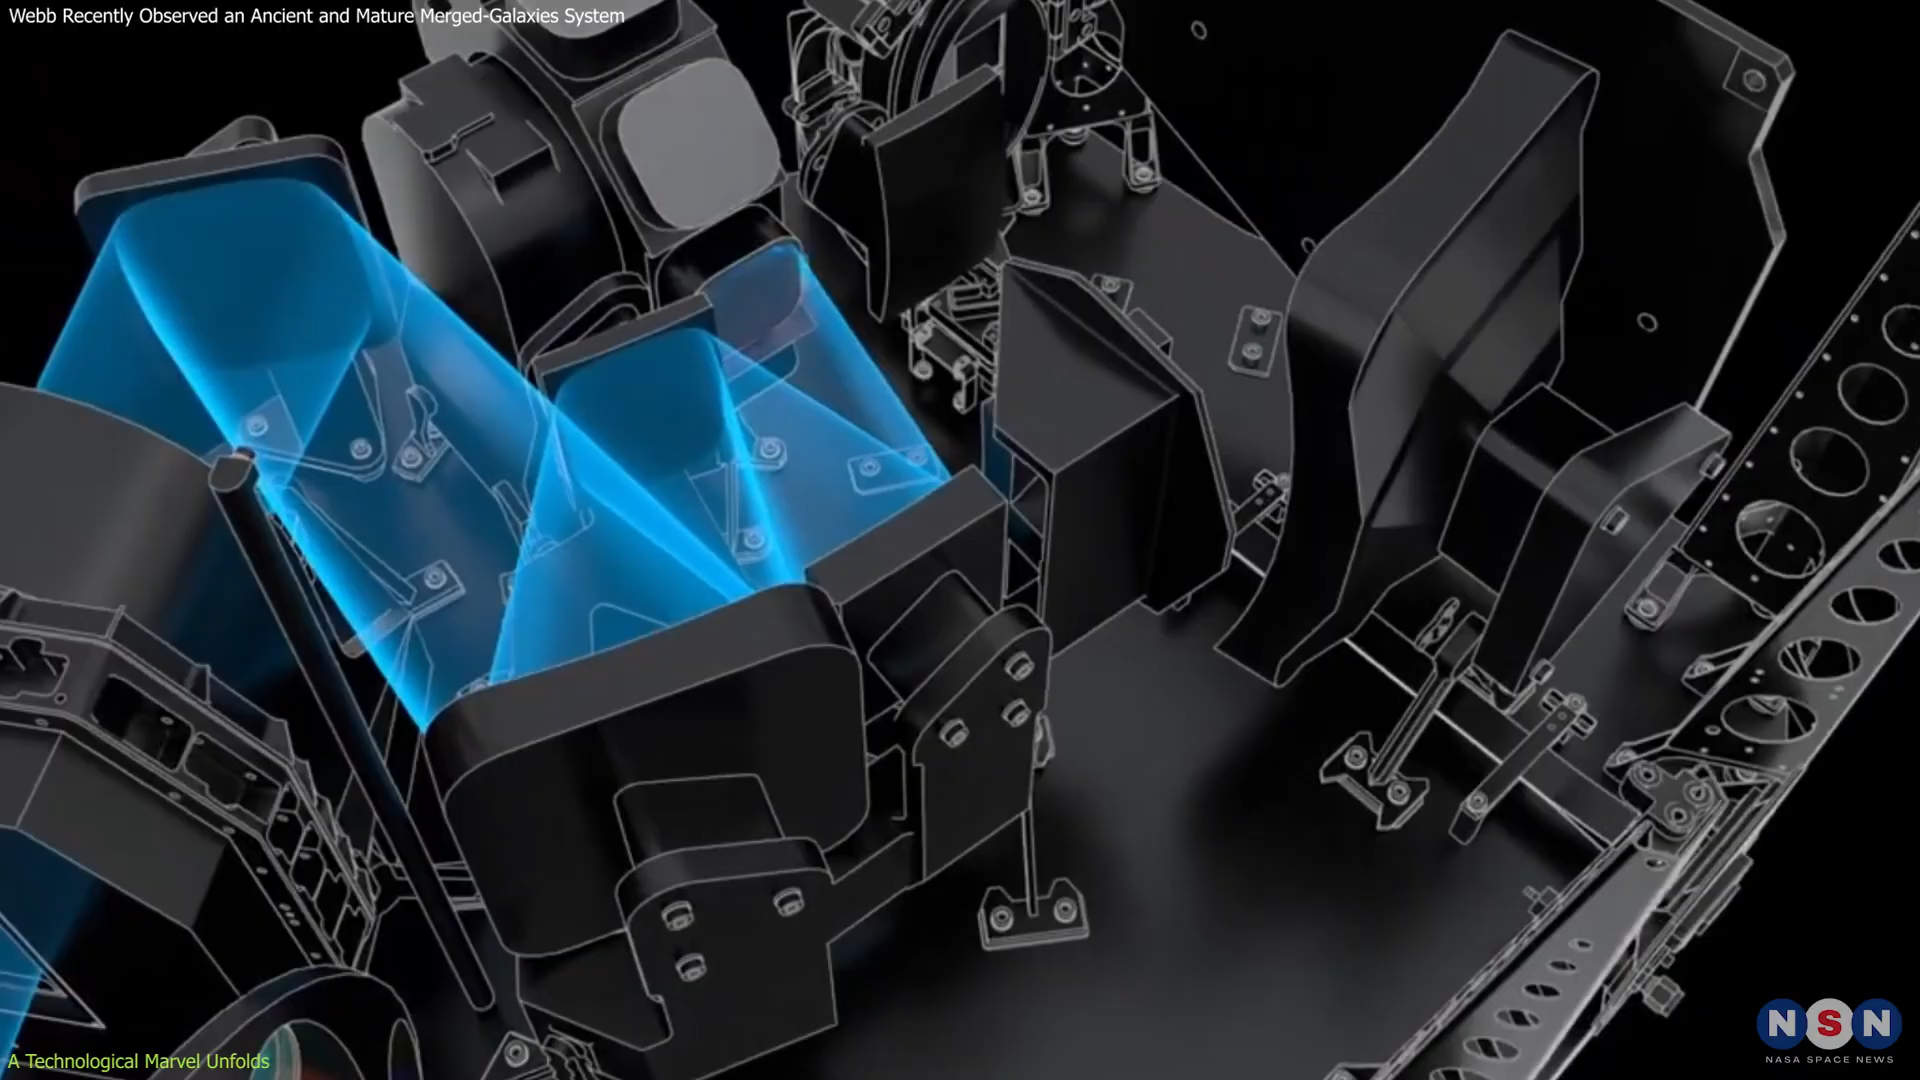 Webb Recently Observed an Ancient and Mature Merged-Galaxies System
A Technological Marvel Unfolds
NSN
NASA SPACE NEWS